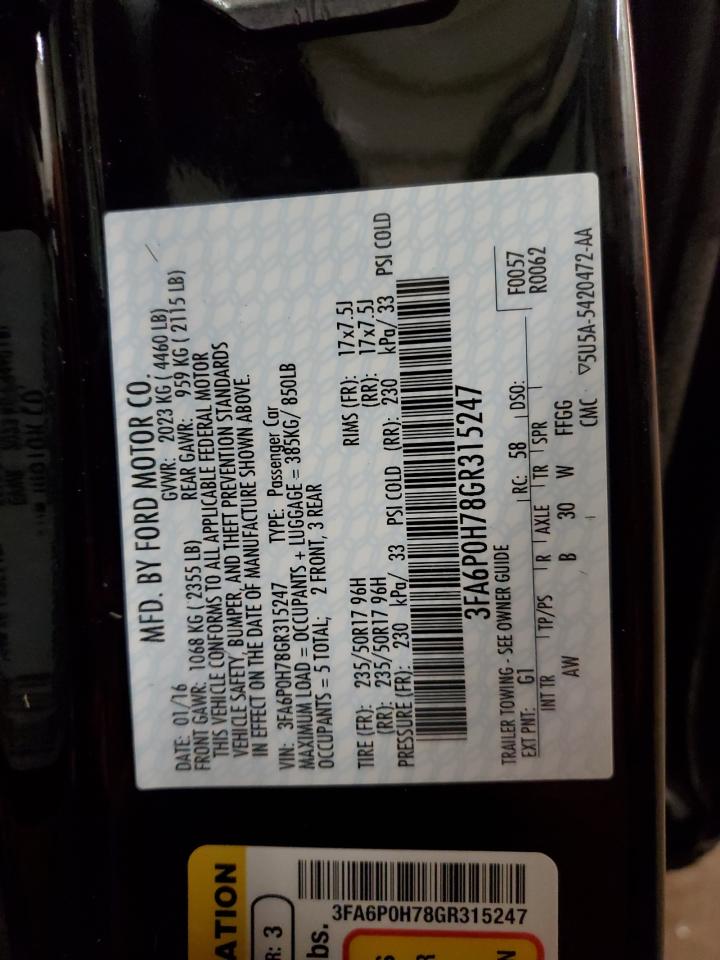 MFD. BY FORD MOTOR CO.
DATE: 01/16 GVWR: 2023 KG ( 4460 LB)
FRONT GAWR: 1068 KG ( 2355 LB) REAR GAWR: 959 KG ( 2115 LB)
THIS VEHICLE CONFORMS TO ALL APPLICABLE FEDERAL MOTOR
VEHICLE SAFETY, BUMPER, AND THEFT PREVENTION STANDARDS
IN EFFECT ON THE DATE OF MANUFACTURE SHOWN ABOVE.
VIN: 3FA6P0H78GR315247 TYPE: Passenger Car
MAXIMUM LOAD = OCCUPANTS + LUGGAGE = 385KG/ 850LB
OCCUPANTS = 5 TOTAL; 2 FRONT, 3 REAR
TIRE (FR): 235/50R17 96H RIMS (FR): 17x7.5J
(RR): 235/50R17 96H (RR): 17x7.5J
PRESSURE (FR): 230 kPa/ 33 PSI COLD (RR): 230 kPa/ 33 PSI COLD
3FA6P0H78GR315247
TRAILER TOWING - SEE OWNER GUIDE F0057
R0062
EXT PNT: G1 RC: 58 DSO:
INT TR TP/PS R AXLE TR SPR
AW B 30 W FFGG
CMC ▽5U5A-5420472-AA
ATION
R: 3
bs.
3FA6P0H78GR315247